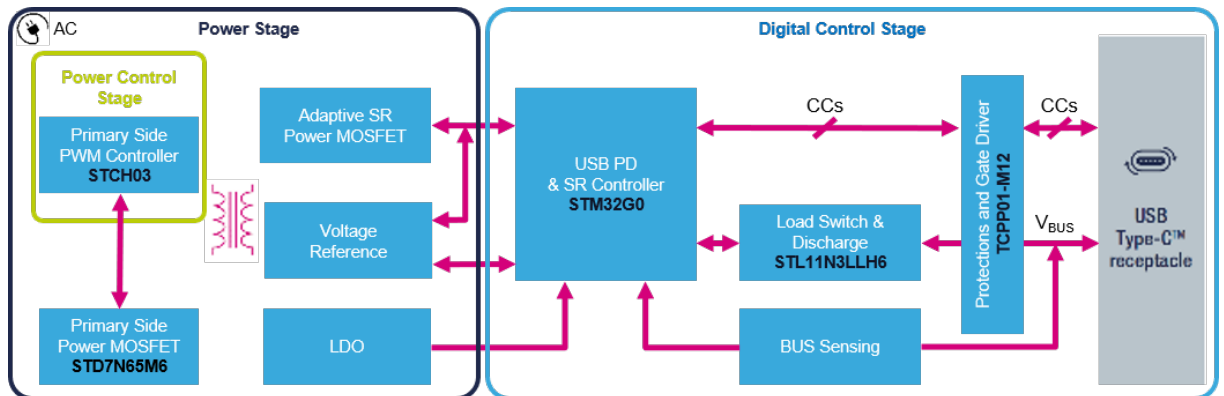 AC
Power Stage
Power Control
Stage
Primary Side
PWM Controller
STCH03
Primary Side
Power MOSFET
STD7N65M6
Adaptive SR
Power MOSFET
Voltage
Reference
LDO
Digital Control Stage
USB PD
& SR Controller
STM32G0
CCs
Load Switch &
Discharge
STL11N3LLH6
BUS Sensing
Protections and Gate Driver
TCPP01-M12
CCs
VBUS
USB
Type-C™
receptacle